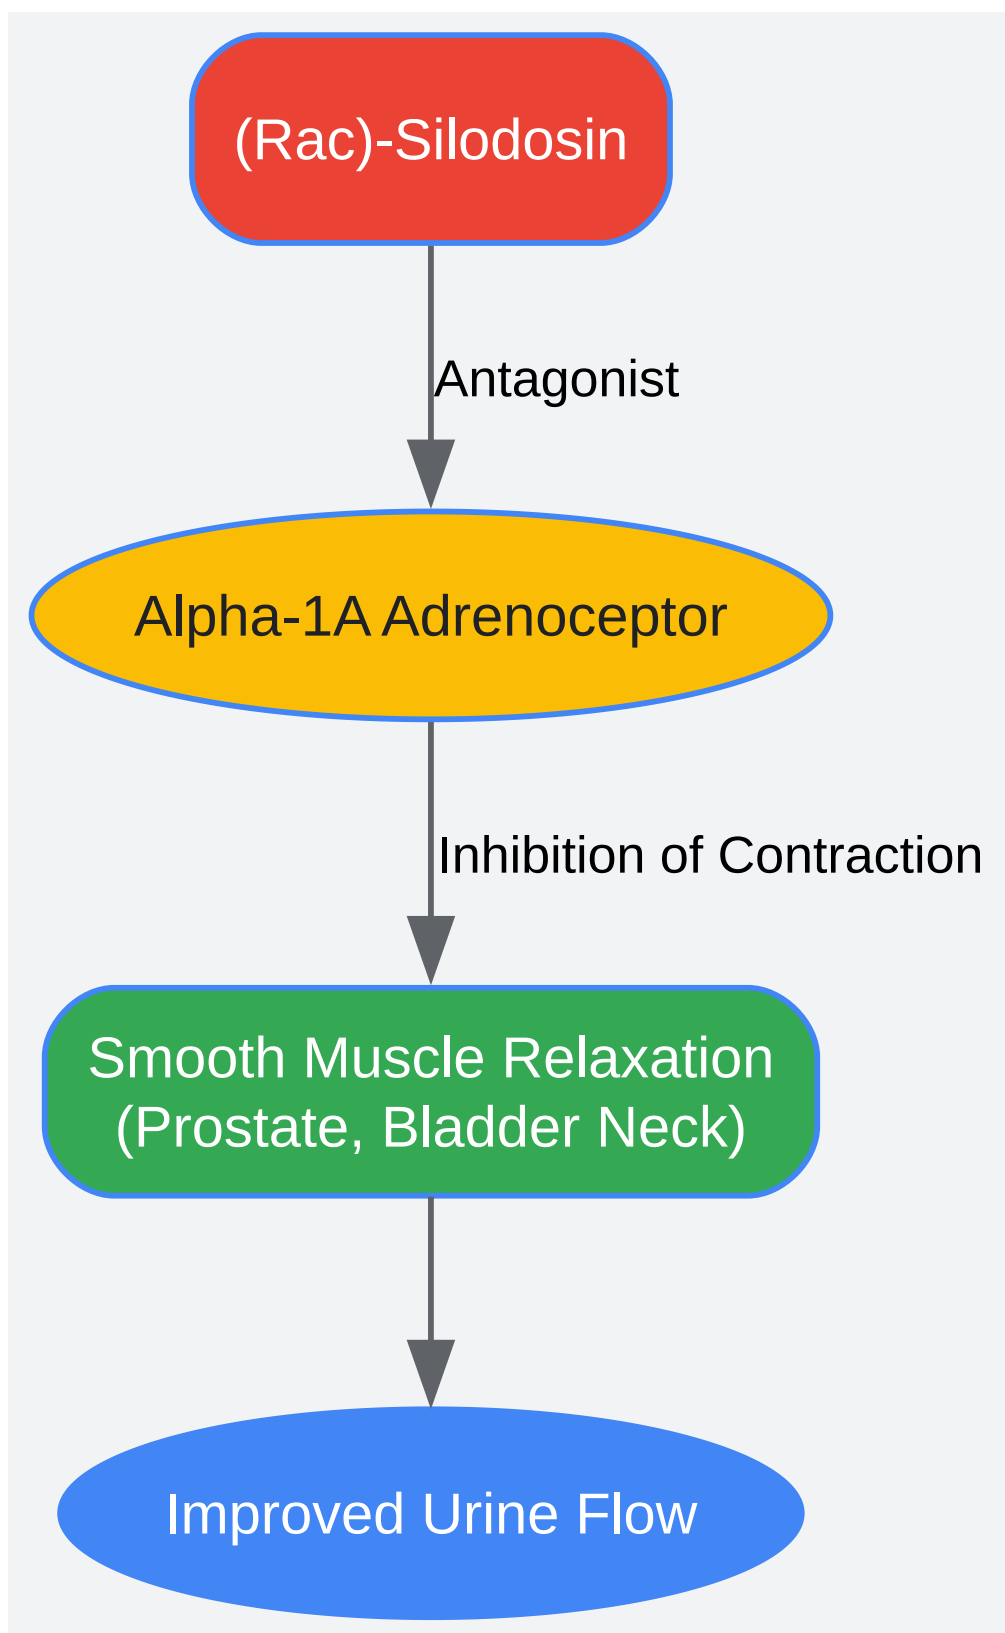 (Rac)-Silodosin
Antagonist
Alpha-1A Adrenoceptor
Inhibition of Contraction
Smooth Muscle Relaxation
(Prostate, Bladder Neck)
Improved Urine Flow